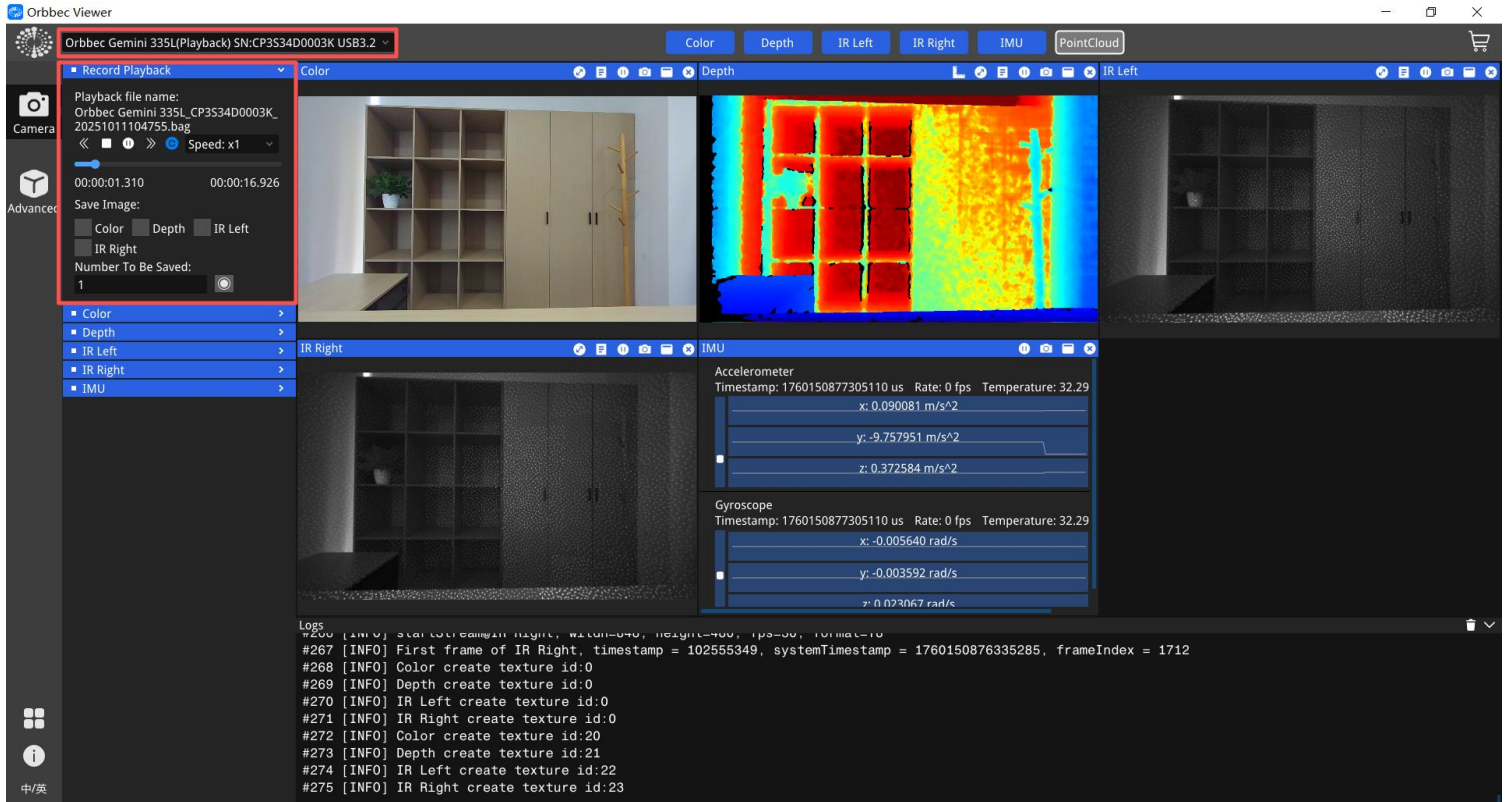 Orbbec Viewer
Orbbec Gemini 335L(Playback) SN:CP3S34D0003K USB3.2
Color Depth IR Left IR Right IMU PointCloud
Camera
Advanced
Record Playback
Playback file name:
Orbbec Gemini 335L_CP3S34D0003K_
20251011104755.bag
Speed: x1
00:00:01.310 00:00:16.926
Save Image:
Color Depth IR Left
IR Right
Number To Be Saved:
1
Color
Depth
IR Left
IR Right
IMU
Color
Depth
IR Left
IR Right
IMU
Accelerometer
Timestamp: 1760150877305110 us Rate: 0 fps Temperature: 32.29
x: 0.090081 m/s^2
y: -9.757951 m/s^2
z: 0.372584 m/s^2
Gyroscope
Timestamp: 1760150877305110 us Rate: 0 fps Temperature: 32.29
x: -0.005640 rad/s
y: -0.003592 rad/s
z: 0.023067 rad/s
Logs
#267 [INFO] First frame of IR Right, timestamp = 102555349, systemTimestamp = 1760150876335285, frameIndex = 1712
#268 [INFO] Color create texture id:0
#269 [INFO] Depth create texture id:0
#270 [INFO] IR Left create texture id:0
#271 [INFO] IR Right create texture id:0
#272 [INFO] Color create texture id:20
#273 [INFO] Depth create texture id:21
#274 [INFO] IR Left create texture id:22
#275 [INFO] IR Right create texture id:23
中/英